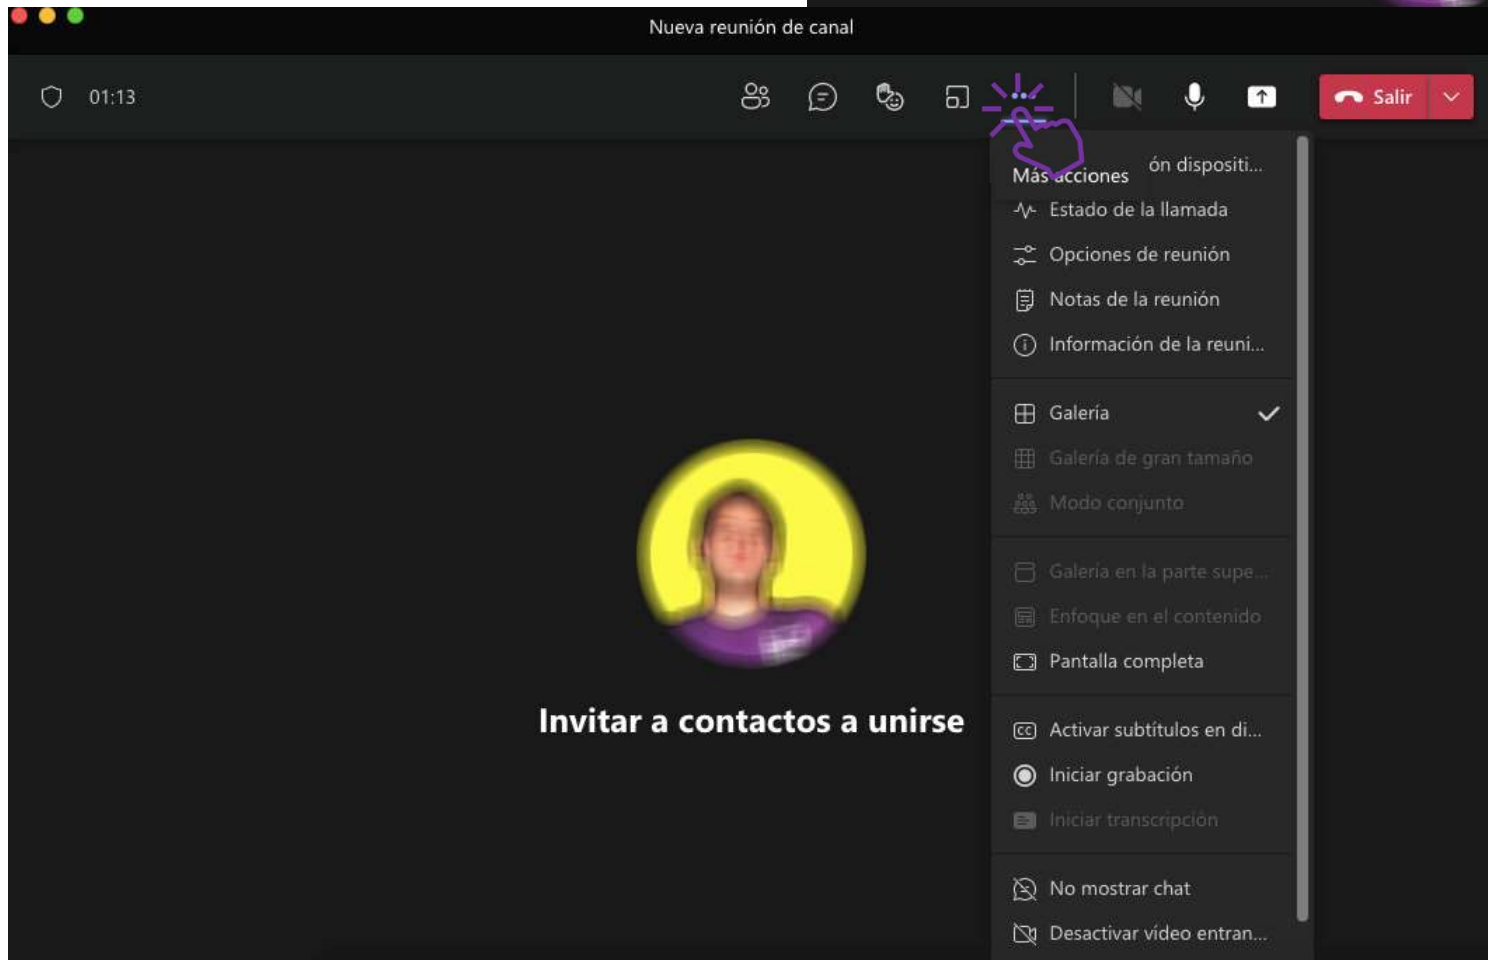 Nueva reunión de canal
01:13
Salir
ón dispositi...
Más acciones
Estado de la llamada
Opciones de reunión
Notas de la reunión
Información de la reuni...
Galería
Galería de gran tamaño
Modo conjunto
Galería en la parte supe...
Enfoque en el contenido
Pantalla completa
Invitar a contactos a unirse
CC Activar subtítulos en di...
Iniciar grabación
Iniciar transcripción
No mostrar chat
Desactivar vídeo entran...